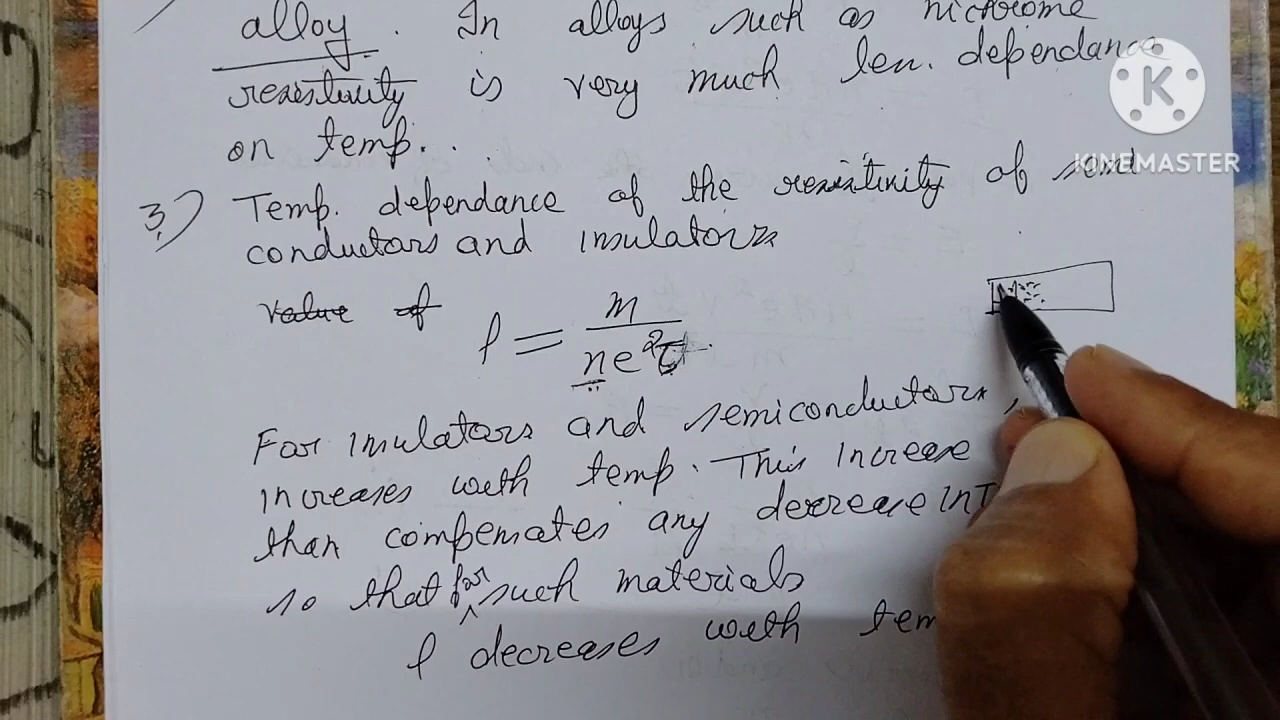 alloy. In alloys such as nichrome
resistivity is very much len. dependance
on temp..
3.) Temp. dependance of the resistivity of semi
conductors and insulators
Value of
ρ = m / ne²τ
For insulators and semiconductors,
increases with temp. This increase
than compensates any decrease in T
so that for such materials
ρ decreases with tem
K
KINEMASTER